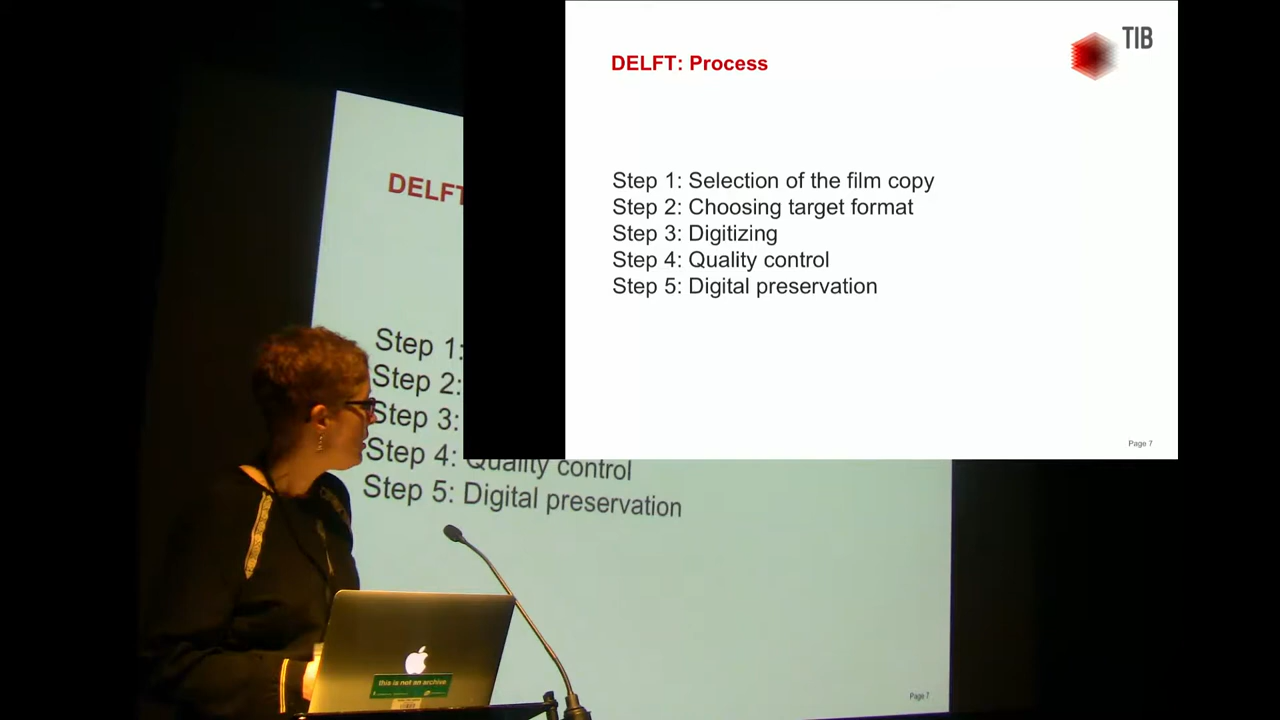 TIB
DELFT: Process
Step 1: Selection of the film copy
Step 2: Choosing target format
Step 3: Digitizing
Step 4: Quality control
Step 5: Digital preservation
Page 7
DELFT
Step 1:
Step 2:
Step 3:
Step 4: Quality control
Step 5: Digital preservation
Page 7
this is not an archive